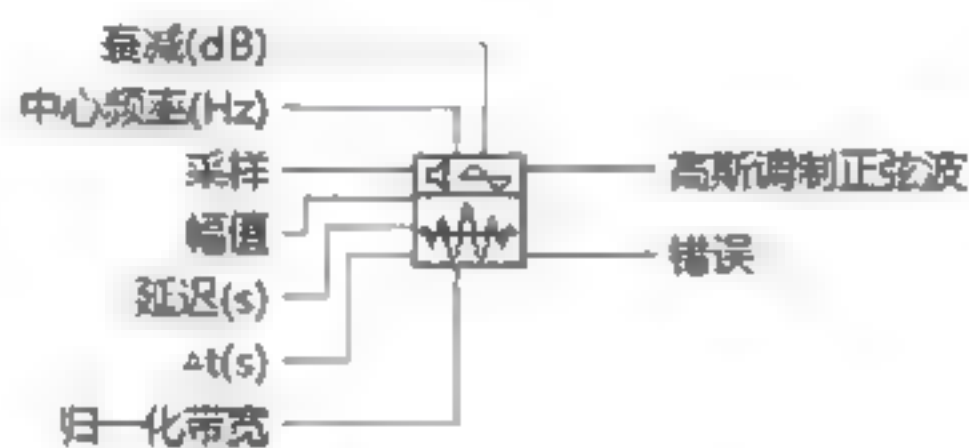 衰减(dB)
中心频率(Hz)
采样
幅值
延迟(s)
Δt(s)
归一化带宽
高斯调制正弦波
错误